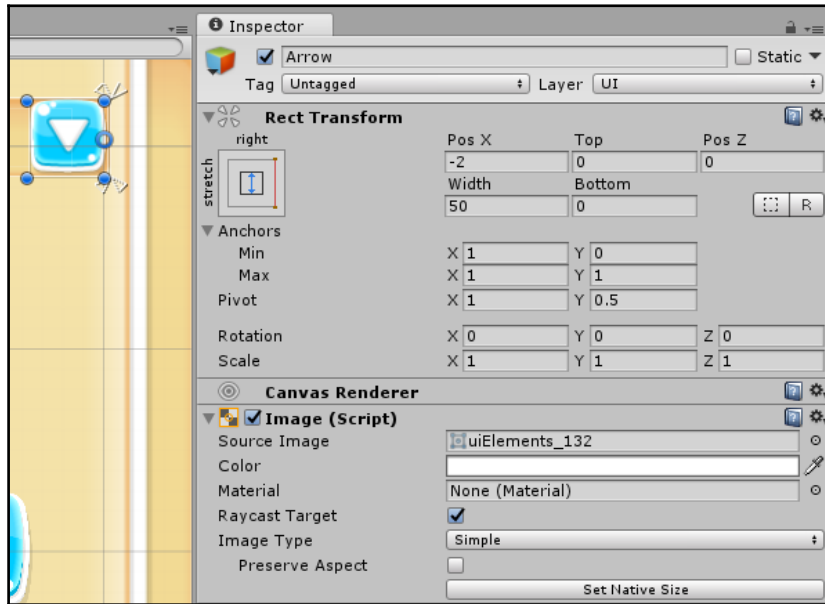 Inspector
Arrow Static
Tag Untagged Layer UI
Rect Transform
right Pos X Top Pos Z
-2 0 0
stretch Width Bottom
50 0 R
Anchors
Min X 1 Y 0
Max X 1 Y 1
Pivot X 1 Y 0.5
Rotation X 0 Y 0 Z 0
Scale X 1 Y 1 Z 1
Canvas Renderer
Image (Script)
Source Image uiElements_132
Color
Material None (Material)
Raycast Target
Image Type Simple
Preserve Aspect
Set Native Size